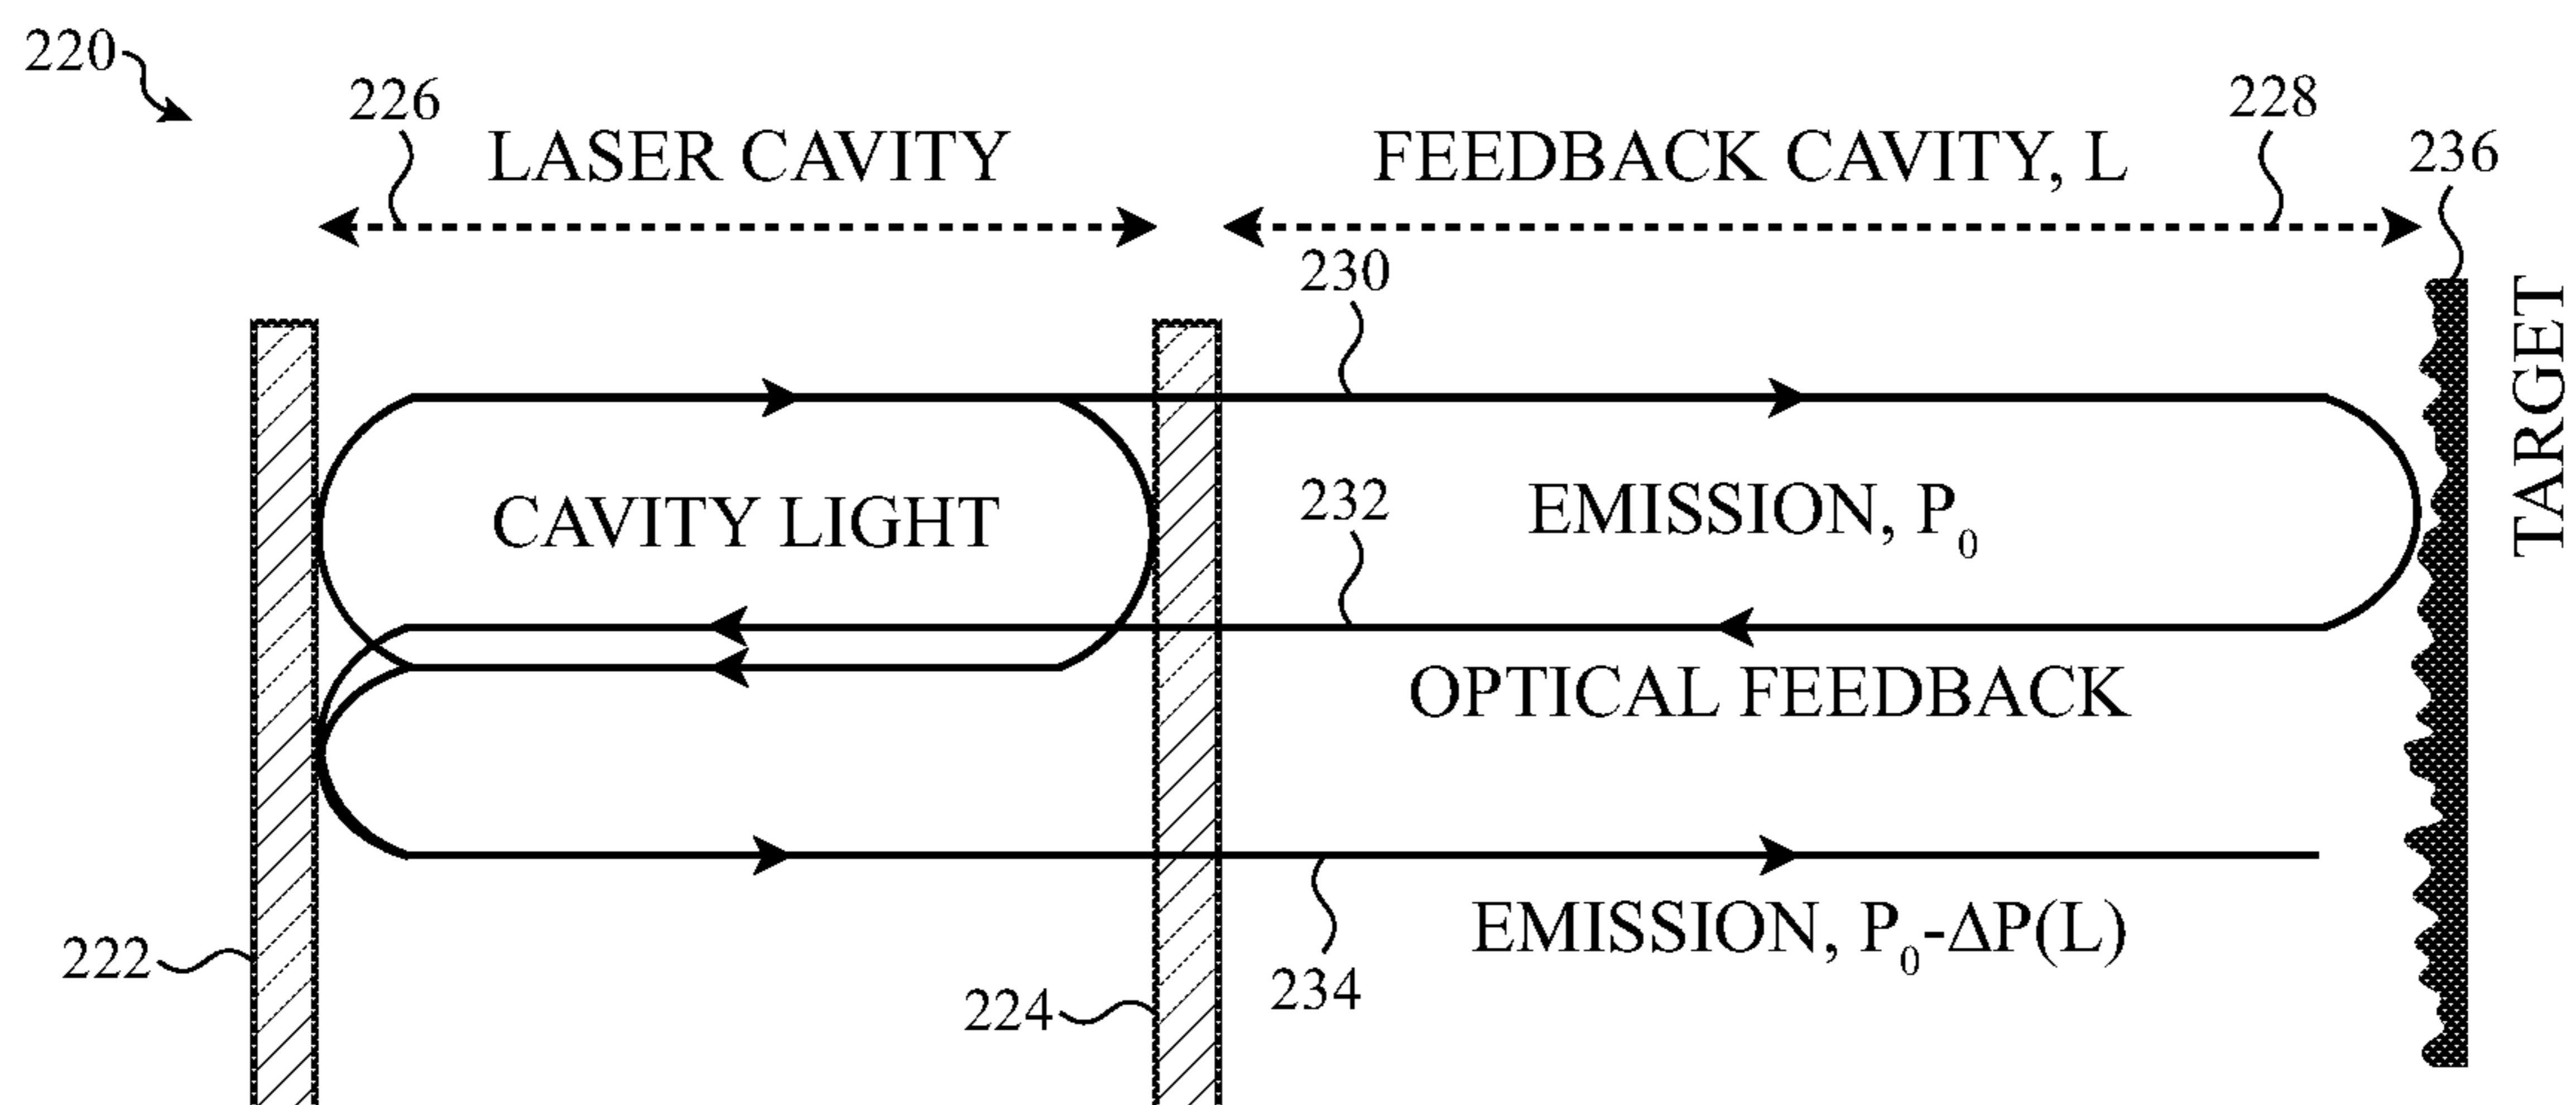 220
226
LASER CAVITY
FEEDBACK CAVITY, L
228
236
230
TARGET
CAVITY LIGHT
232
EMISSION, P₀
OPTICAL FEEDBACK
222
224
234
EMISSION, P₀-ΔP(L)